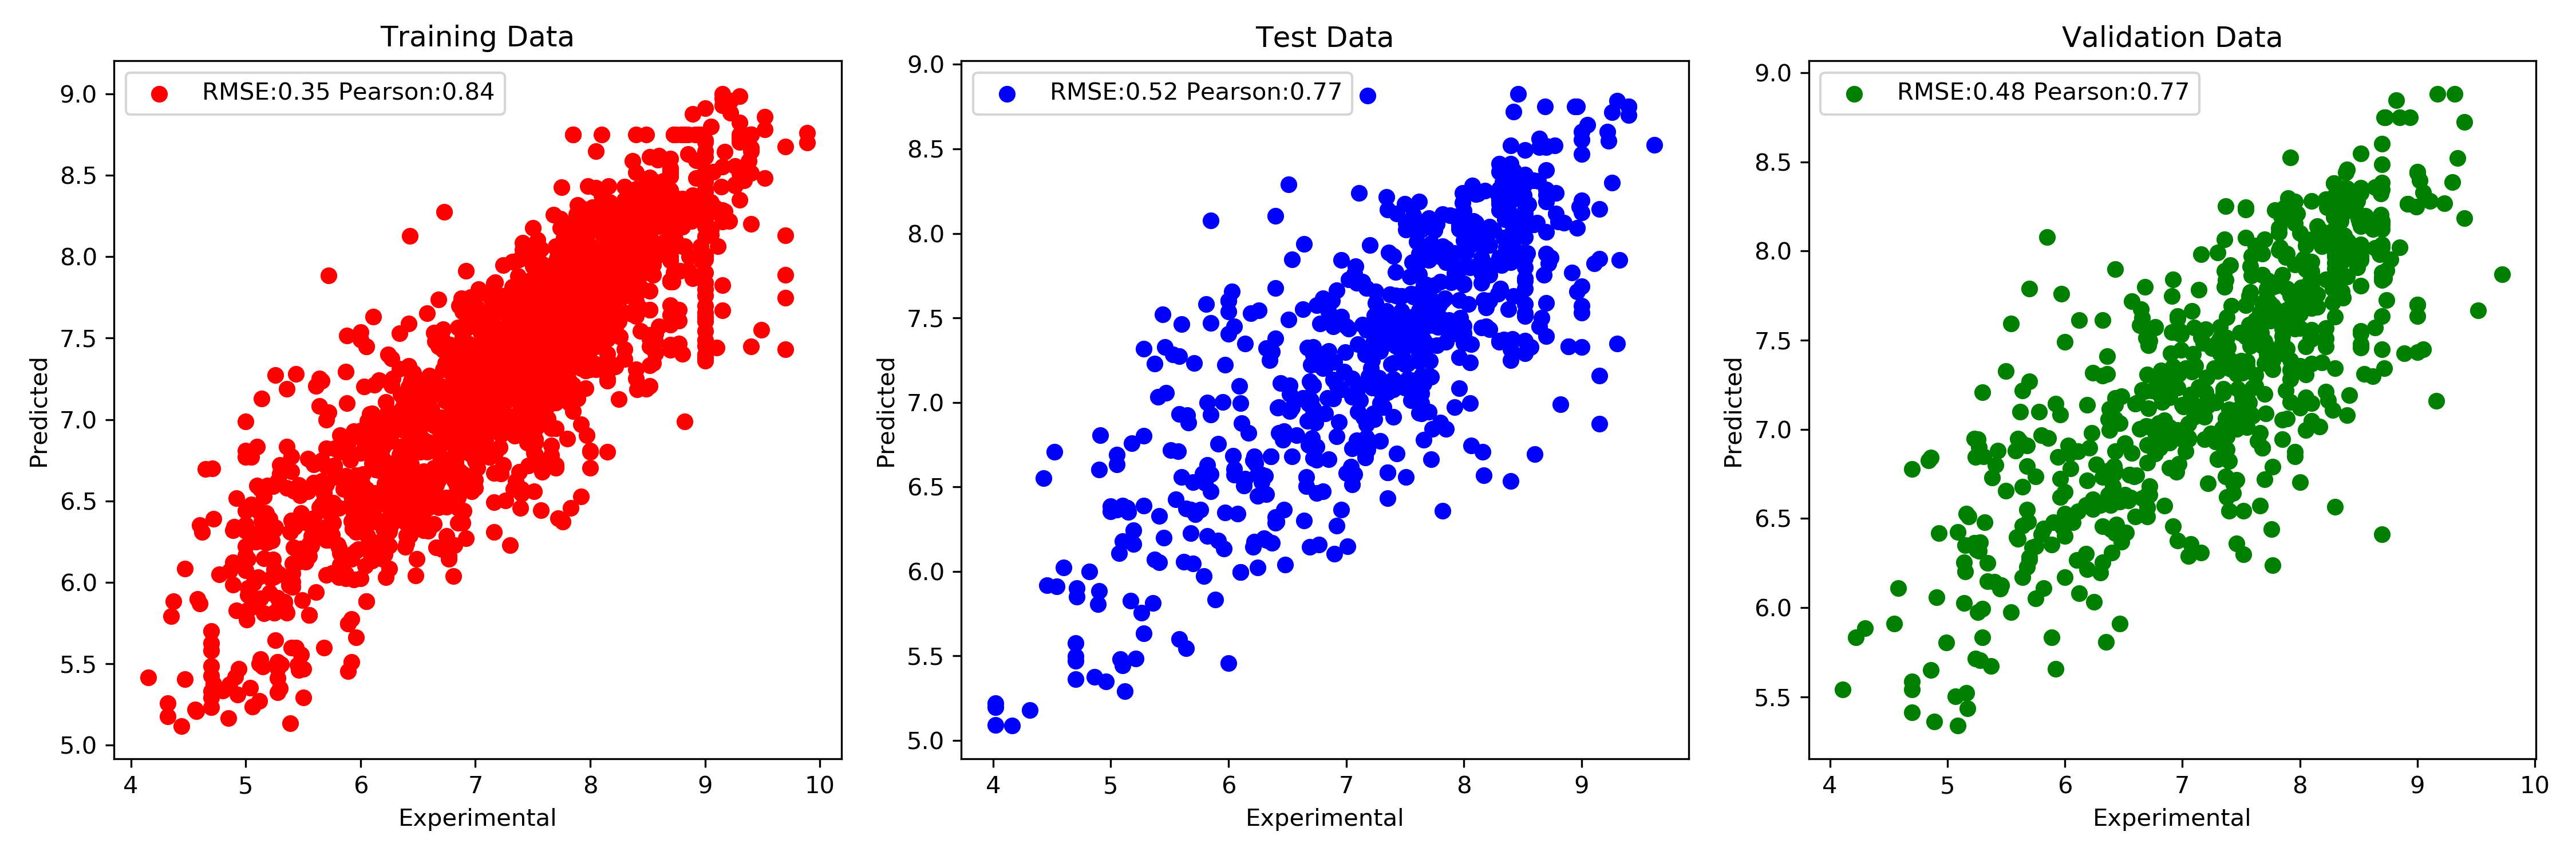 Training Data
RMSE:0.35 Pearson:0.84
9.0
8.5
8.0
7.5
7.0
6.5
6.0
5.5
5.0
Predicted
4 5 6 7 8 9 10
Experimental
Test Data
RMSE:0.52 Pearson:0.77
9.0
8.5
8.0
7.5
7.0
6.5
6.0
5.5
5.0
Predicted
4 5 6 7 8 9
Experimental
Validation Data
RMSE:0.48 Pearson:0.77
9.0
8.5
8.0
7.5
7.0
6.5
6.0
5.5
Predicted
4 5 6 7 8 9 10
Experimental